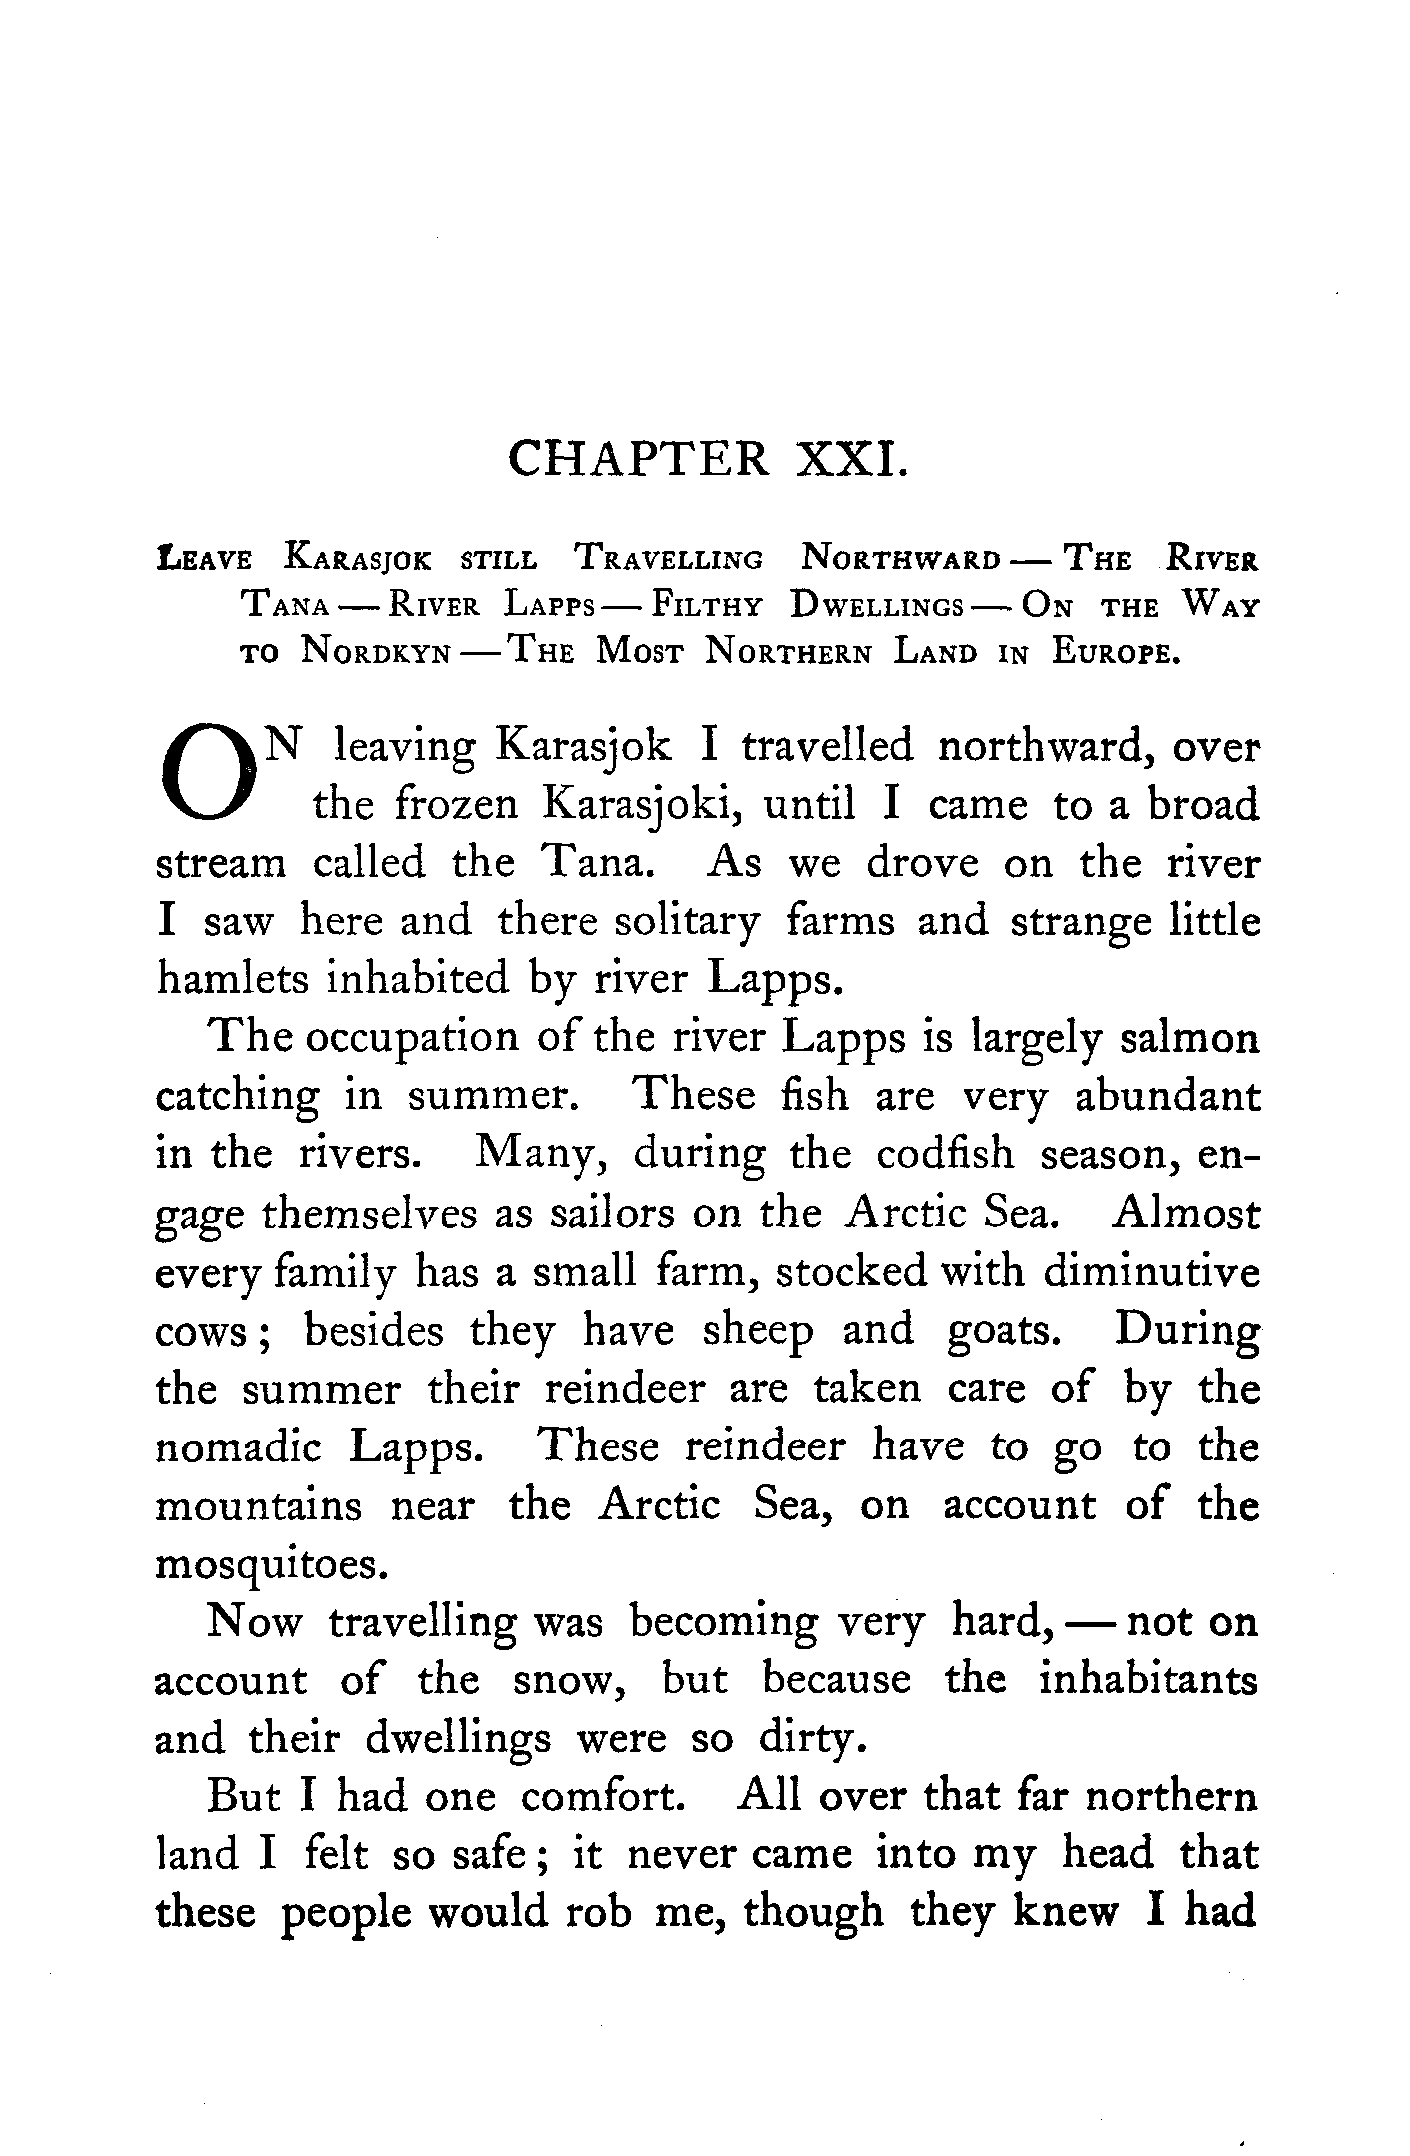 CHAPTER XXI.
Leave Karasjok still Travelling Northward — The River
Tana — River Lapps — Filthy Dwellings — On the Way
to Nordkyn — The Most Northern Land in Europe.
ON leaving Karasjok I travelled northward, over
the frozen Karasjoki, until I came to a broad
stream called the Tana. As we drove on the river
I saw here and there solitary farms and strange little
hamlets inhabited by river Lapps.
The occupation of the river Lapps is largely salmon
catching in summer. These fish are very abundant
in the rivers. Many, during the codfish season, en-
gage themselves as sailors on the Arctic Sea. Almost
every family has a small farm, stocked with diminutive
cows; besides they have sheep and goats. During
the summer their reindeer are taken care of by the
nomadic Lapps. These reindeer have to go to the
mountains near the Arctic Sea, on account of the
mosquitoes.
Now travelling was becoming very hard, — not on
account of the snow, but because the inhabitants
and their dwellings were so dirty.
But I had one comfort. All over that far northern
land I felt so safe; it never came into my head that
these people would rob me, though they knew I had